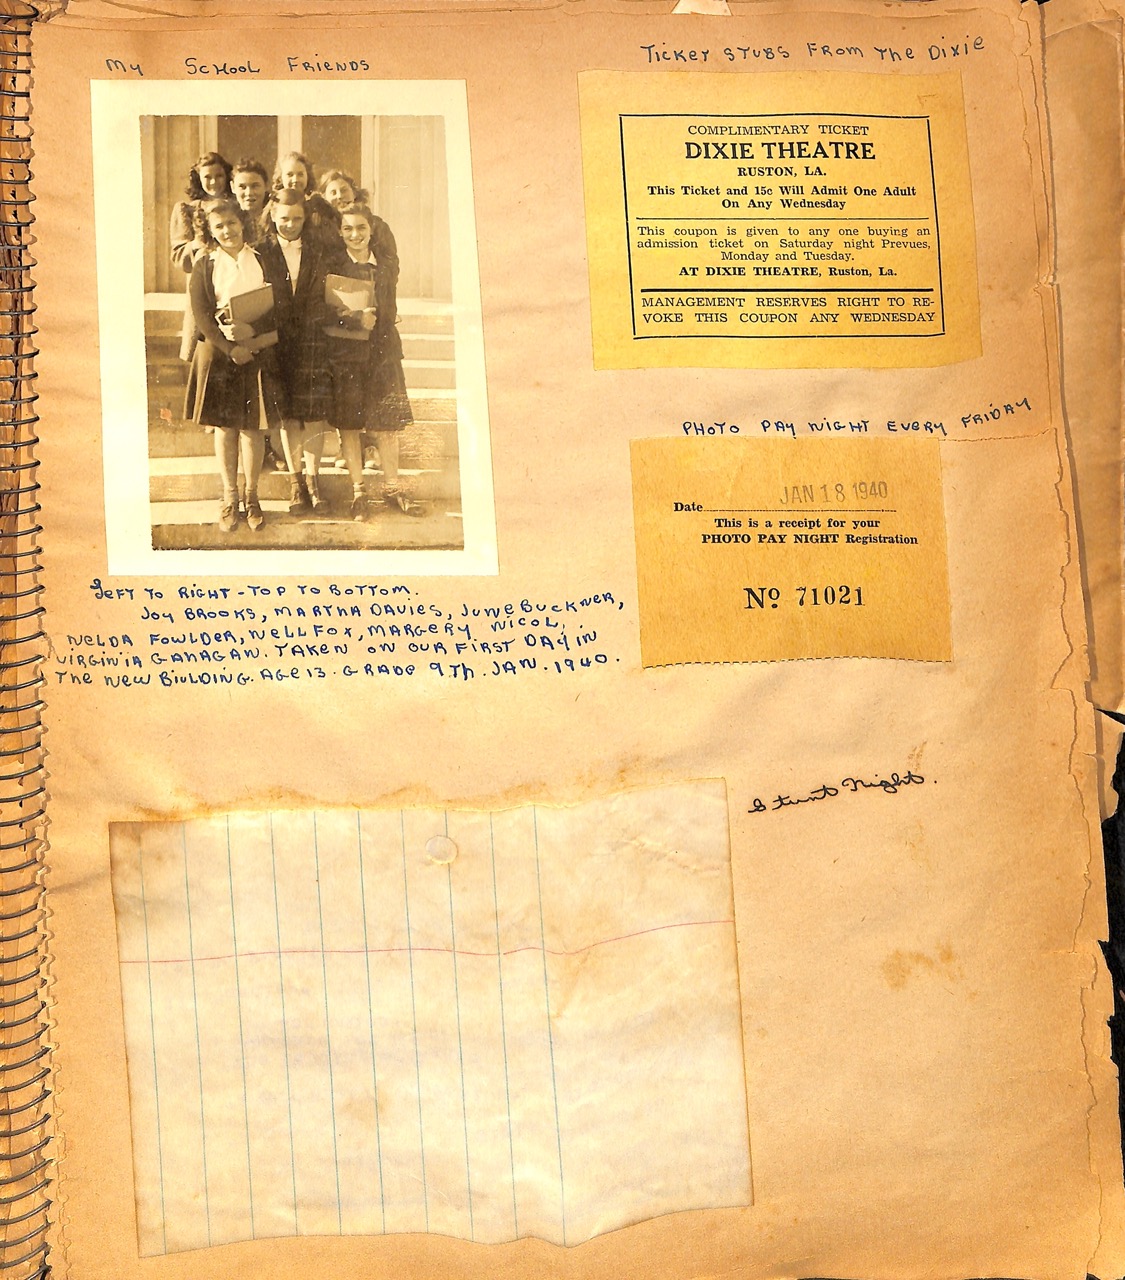 My School Friends
Left to Right - Top to Bottom.
Joy Brooks, Martha Davies, June Buckner,
Nelda Fowlder, Nell Fox, Margery Nicol,
Virginia Gahagan. Taken on our first day in
The New Biulding. Age 13. Grade 9th. Jan. 1940.
Ticket Stubs From The Dixie
COMPLIMENTARY TICKET
DIXIE THEATRE
RUSTON, LA.
This Ticket and 15c Will Admit One Adult
On Any Wednesday
This coupon is given to any one buying an
admission ticket on Saturday night Prevues,
Monday and Tuesday.
AT DIXIE THEATRE, Ruston, La.
MANAGEMENT RESERVES RIGHT TO RE-
VOKE THIS COUPON ANY WEDNESDAY
Photo Pay Night Every Friday
Date JAN 18 1940
This is a receipt for your
PHOTO PAY NIGHT Registration
Nº 71021
Stunt Night.